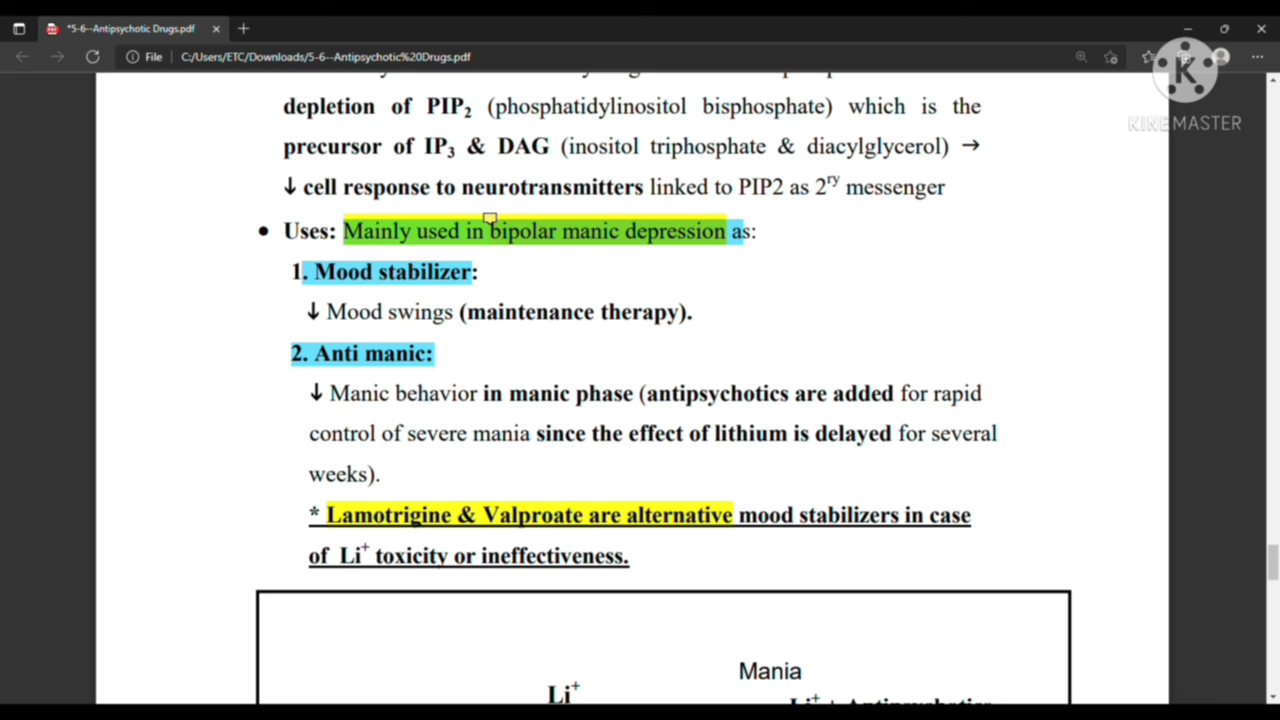 *5-6--Antipsychotic Drugs.pdf
File
C:/Users/ETC/Downloads/5-6--Antipsychotic%20Drugs.pdf
K
KINEMASTER
depletion of PIP₂ (phosphatidylinositol bisphosphate) which is the
precursor of IP₃ & DAG (inositol triphosphate & diacylglycerol) →
↓ cell response to neurotransmitters linked to PIP2 as 2ʳʸ messenger
• Uses: Mainly used in bipolar manic depression as:
1. Mood stabilizer:
↓ Mood swings (maintenance therapy).
2. Anti manic:
↓ Manic behavior in manic phase (antipsychotics are added for rapid
control of severe mania since the effect of lithium is delayed for several
weeks).
* Lamotrigine & Valproate are alternative mood stabilizers in case
of Li⁺ toxicity or ineffectiveness.
Mania
Li⁺
Li⁺ + Antipsychotics